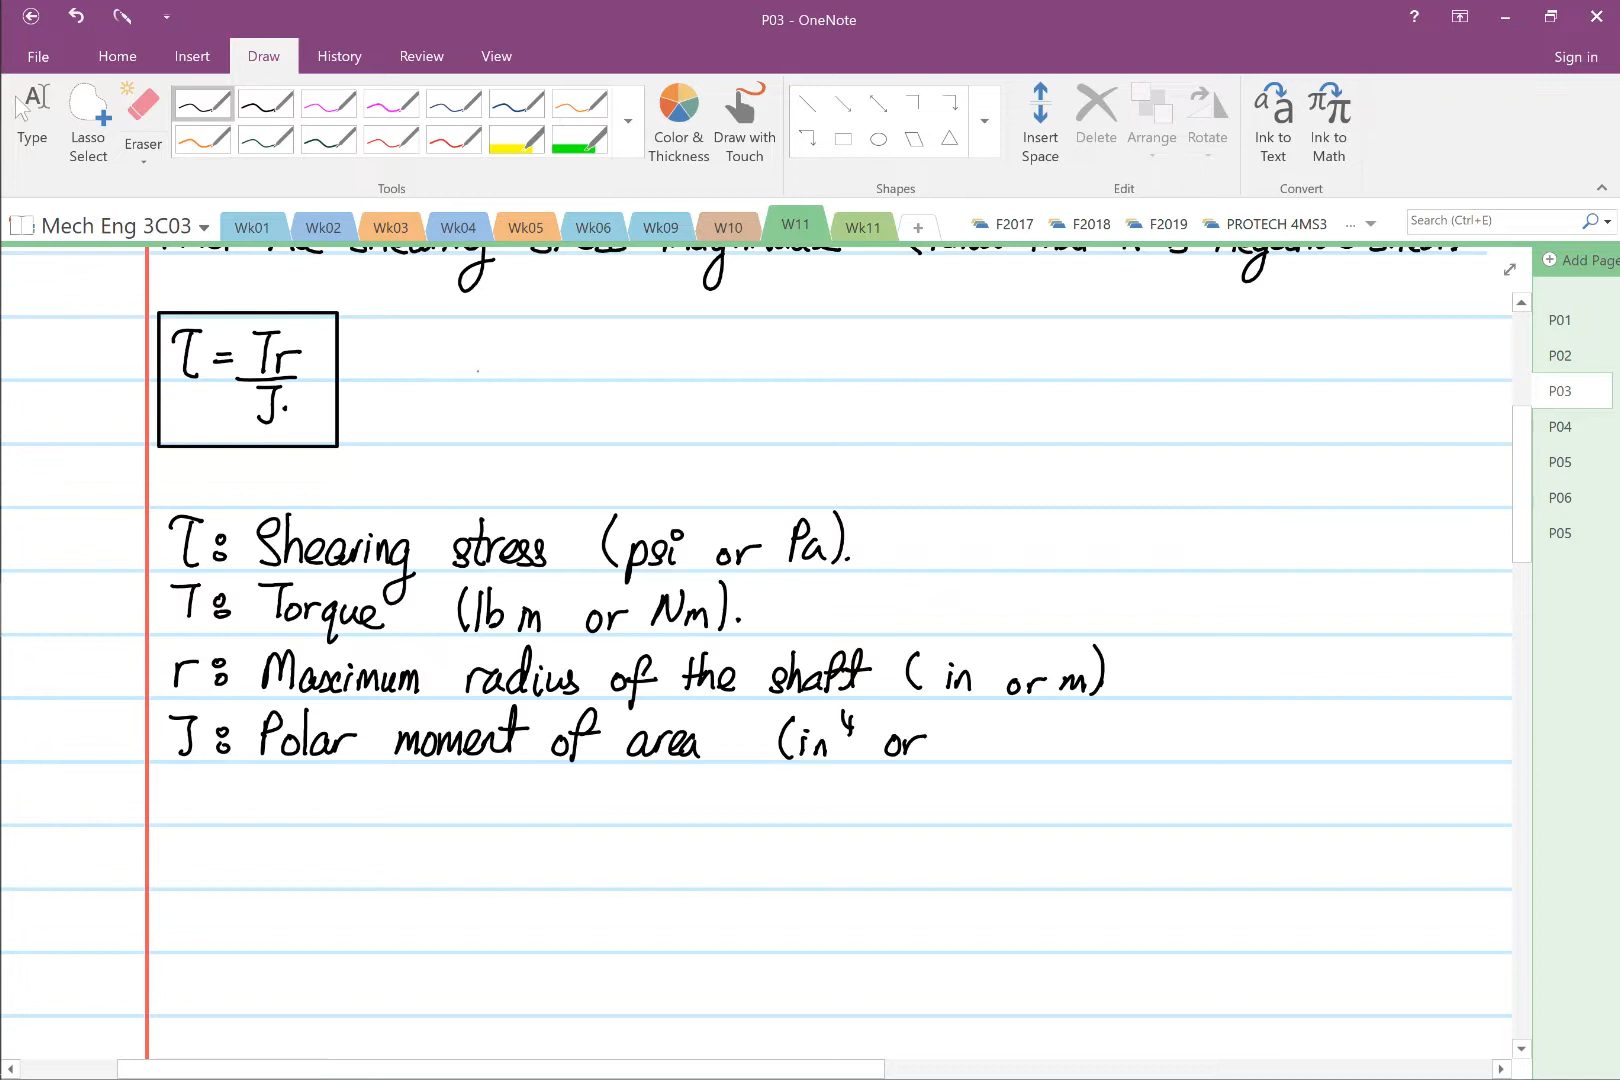 P03 - OneNote
?
File Home Insert Draw History Review View Sign in
Type Lasso Select Eraser Color & Thickness Draw with Touch Insert Space Delete Arrange Rotate Ink to Text Ink to Math
Tools Shapes Edit Convert
Mech Eng 3C03 Wk01 Wk02 Wk03 Wk04 Wk05 Wk06 Wk09 W10 W11 Wk11 + F2017 F2018 F2019 PROTECH 4MS3 ... Search (Ctrl+E)
shearing stress magnitude
Add Page
P01
P02
P03
P04
P05
P06
P05
τ = Tr
J.
τ: Shearing stress (psi or Pa).
T: Torque (lb m or Nm).
r: Maximum radius of the shaft (in or m)
J: Polar moment of area (in⁴ or